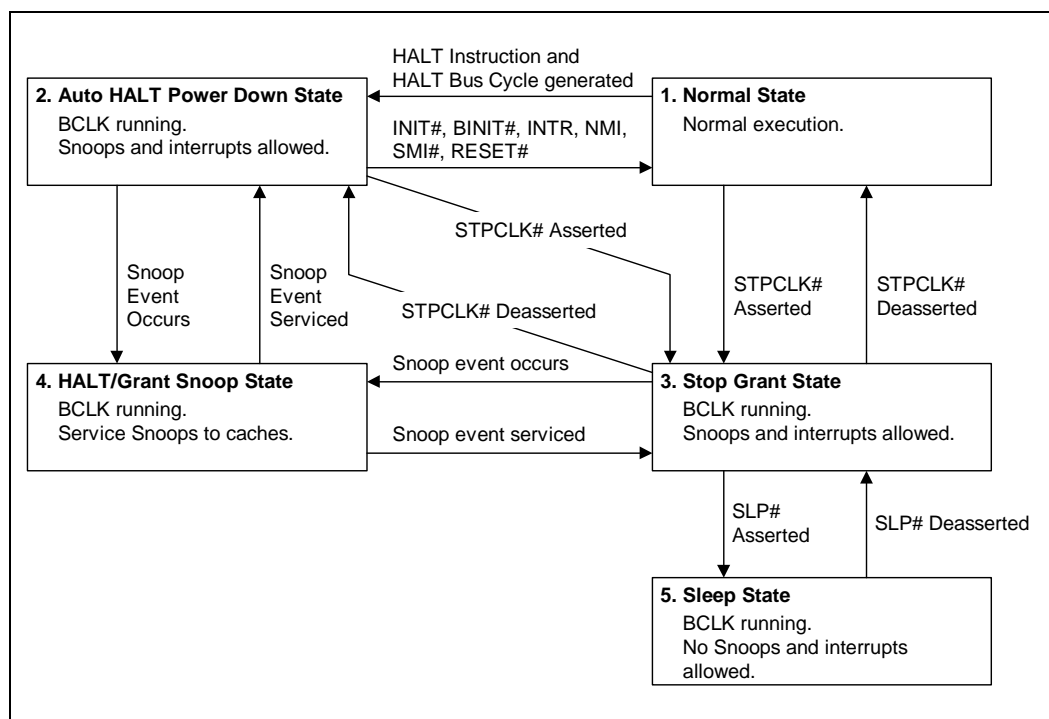 HALT Instruction and
HALT Bus Cycle generated
2. Auto HALT Power Down State
BCLK running.
Snoops and interrupts allowed.
1. Normal State
Normal execution.
INIT#, BINIT#, INTR, NMI,
SMI#, RESET#
STPCLK# Asserted
Snoop
Event
Occurs
Snoop
Event
Serviced
STPCLK# Deasserted
STPCLK#
Asserted
STPCLK#
Deasserted
Snoop event occurs
4. HALT/Grant Snoop State
BCLK running.
Service Snoops to caches.
3. Stop Grant State
BCLK running.
Snoops and interrupts allowed.
Snoop event serviced
SLP#
Asserted
SLP# Deasserted
5. Sleep State
BCLK running.
No Snoops and interrupts
allowed.